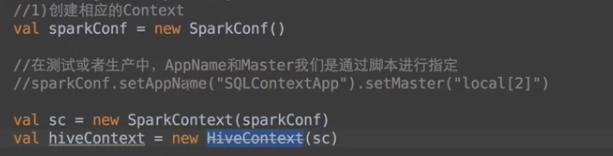 //1)创建相应的Context
val sparkConf = new SparkConf()
//在测试或者生产中，AppName和Master我们是通过脚本进行指定
//sparkConf.setAppName("SQLContextApp").setMaster("local[2]")
val sc = new SparkContext(sparkConf)
val hiveContext = new HiveContext(sc)